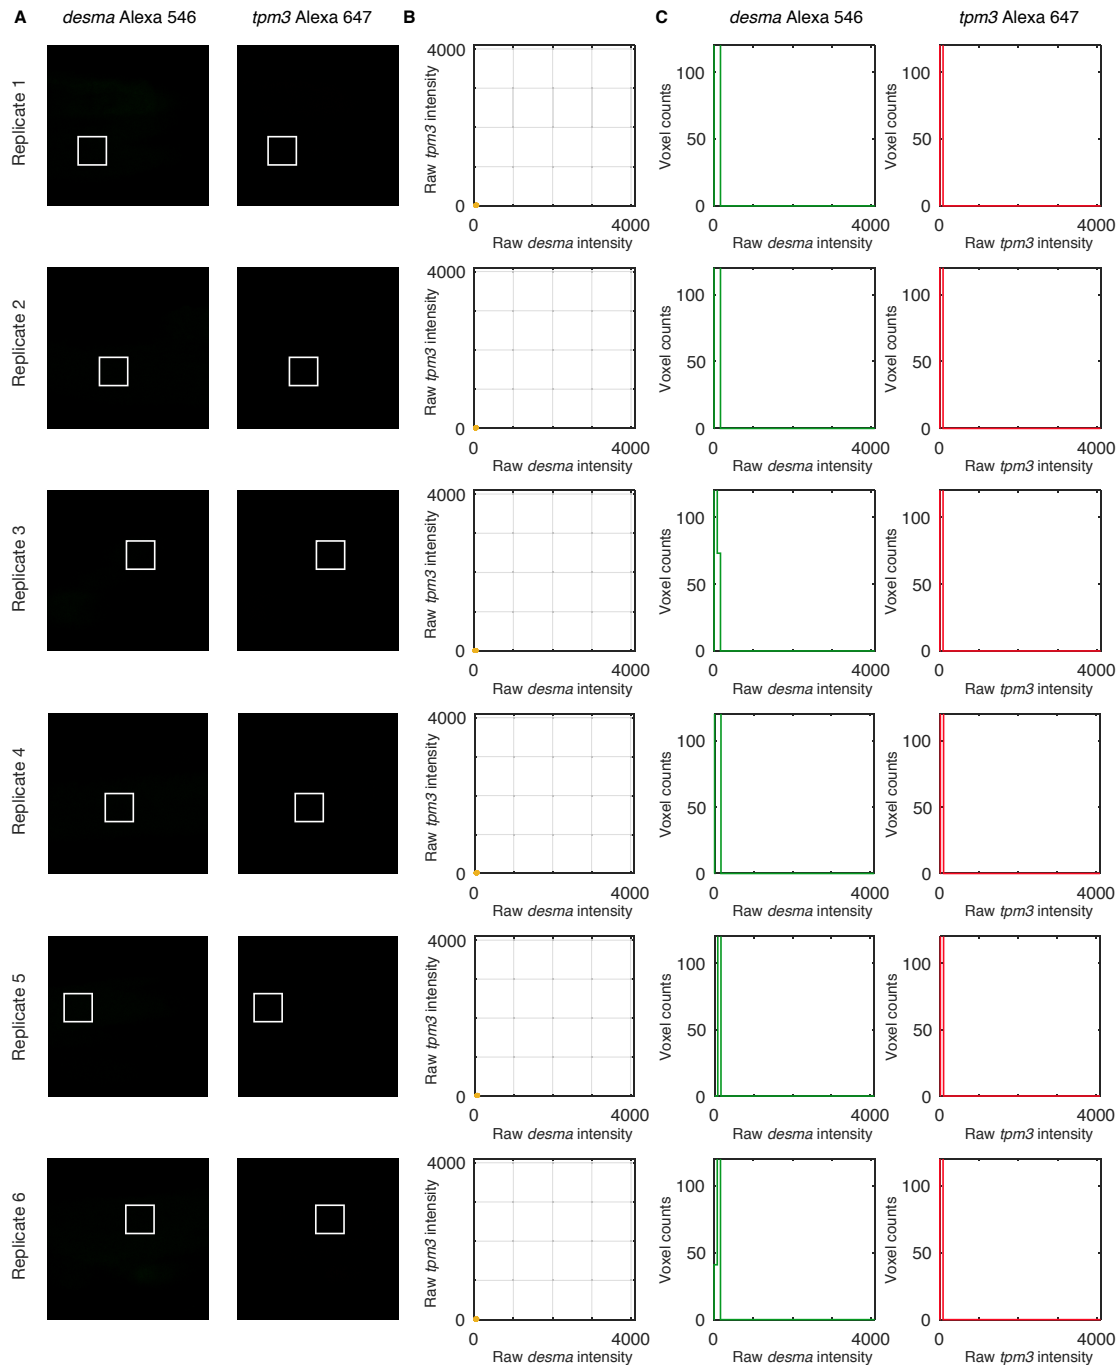 A desma Alexa 546 tpm3 Alexa 647 B C desma Alexa 546 tpm3 Alexa 647
Replicate 1
4000
Raw tpm3 intensity
0
0 4000
Raw desma intensity
100
Voxel counts
50
0
0 4000
Raw desma intensity
100
Voxel counts
50
0
0 4000
Raw tpm3 intensity
Replicate 2
4000
Raw tpm3 intensity
0
0 4000
Raw desma intensity
100
Voxel counts
50
0
0 4000
Raw desma intensity
100
Voxel counts
50
0
0 4000
Raw tpm3 intensity
Replicate 3
4000
Raw tpm3 intensity
0
0 4000
Raw desma intensity
100
Voxel counts
50
0
0 4000
Raw desma intensity
100
Voxel counts
50
0
0 4000
Raw tpm3 intensity
Replicate 4
4000
Raw tpm3 intensity
0
0 4000
Raw desma intensity
100
Voxel counts
50
0
0 4000
Raw desma intensity
100
Voxel counts
50
0
0 4000
Raw tpm3 intensity
Replicate 5
4000
Raw tpm3 intensity
0
0 4000
Raw desma intensity
100
Voxel counts
50
0
0 4000
Raw desma intensity
100
Voxel counts
50
0
0 4000
Raw tpm3 intensity
Replicate 6
4000
Raw tpm3 intensity
0
0 4000
Raw desma intensity
100
Voxel counts
50
0
0 4000
Raw desma intensity
100
Voxel counts
50
0
0 4000
Raw tpm3 intensity